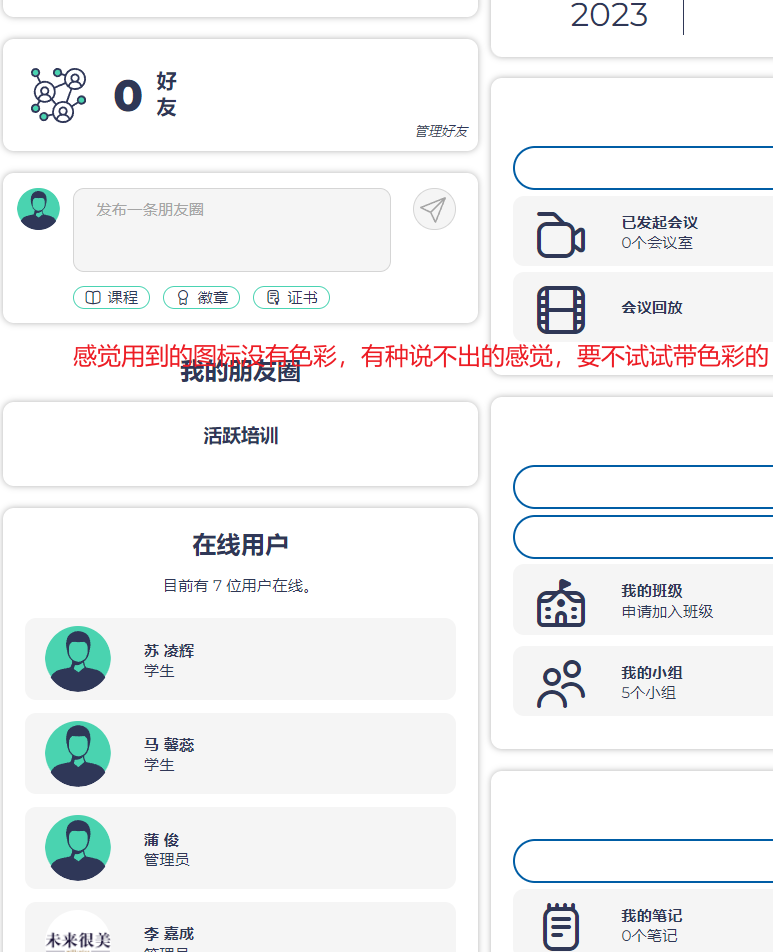 2023
0
好
友
管理好友
发布一条朋友圈
课程 徽章 证书
已发起会议
0个会议室
会议回放
感觉用到的图标没有色彩，有种说不出的感觉，要不试试带色彩的
我的朋友圈
活跃培训
在线用户
目前有 7 位用户在线。
苏 凌辉
学生
马 馨蕊
学生
蒲 俊
管理员
未来很美
李 嘉成
管理员
我的班级
申请加入班级
我的小组
5个小组
我的笔记
0个笔记